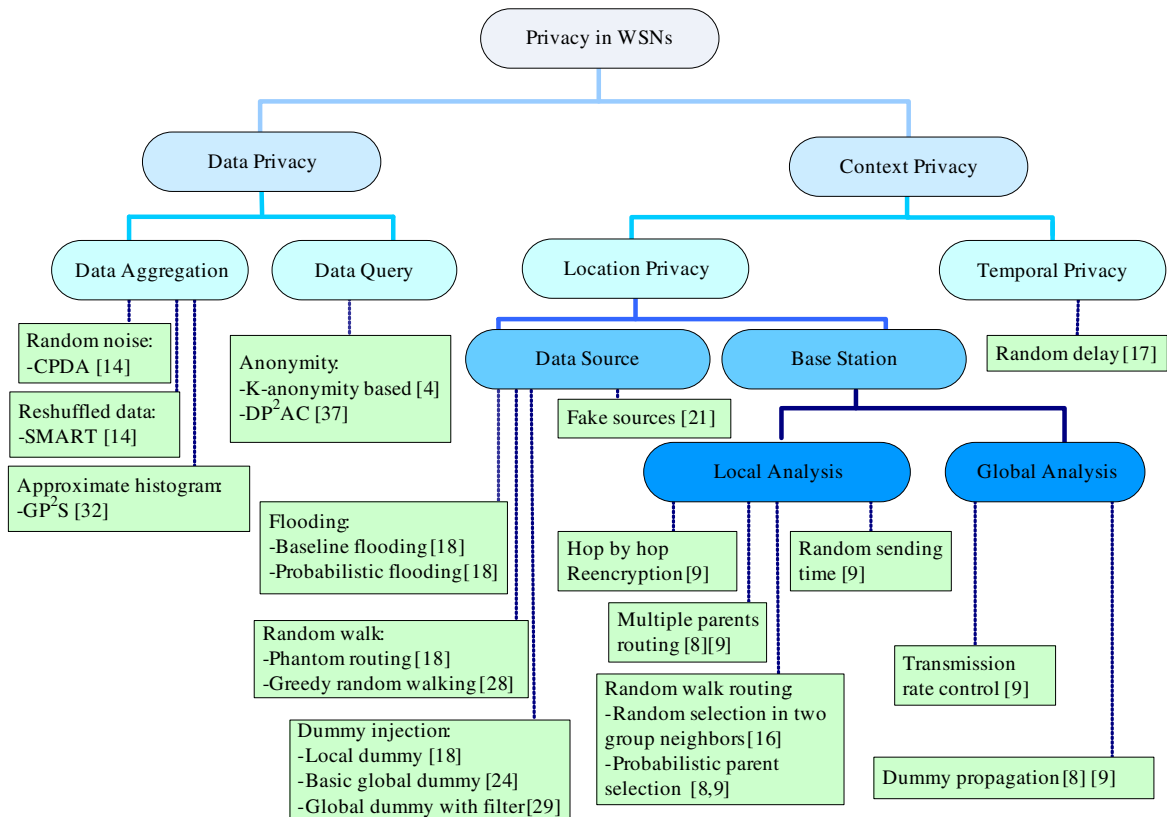 Privacy in WSNs
Data Privacy
Context Privacy
Data Aggregation
Data Query
Location Privacy
Temporal Privacy
Random noise:
-CPDA [14]
Reshuffled data:
-SMART [14]
Approximate histogram:
-GP²S [32]
Anonymity:
-K-anonymity based [4]
-DP²AC [37]
Data Source
Base Station
Random delay [17]
Fake sources [21]
Local Analysis
Global Analysis
Flooding:
-Baseline flooding [18]
-Probabilistic flooding [18]
Random walk:
-Phantom routing [18]
-Greedy random walking [28]
Dummy injection:
-Local dummy [18]
-Basic global dummy [24]
-Global dummy with filter[29]
Hop by hop
Reencryption [9]
Random sending
time [9]
Multiple parents
routing [8][9]
Random walk routing
-Random selection in two
group neighbors [16]
-Probabilistic parent
selection [8,9]
Transmission
rate control [9]
Dummy propagation [8] [9]